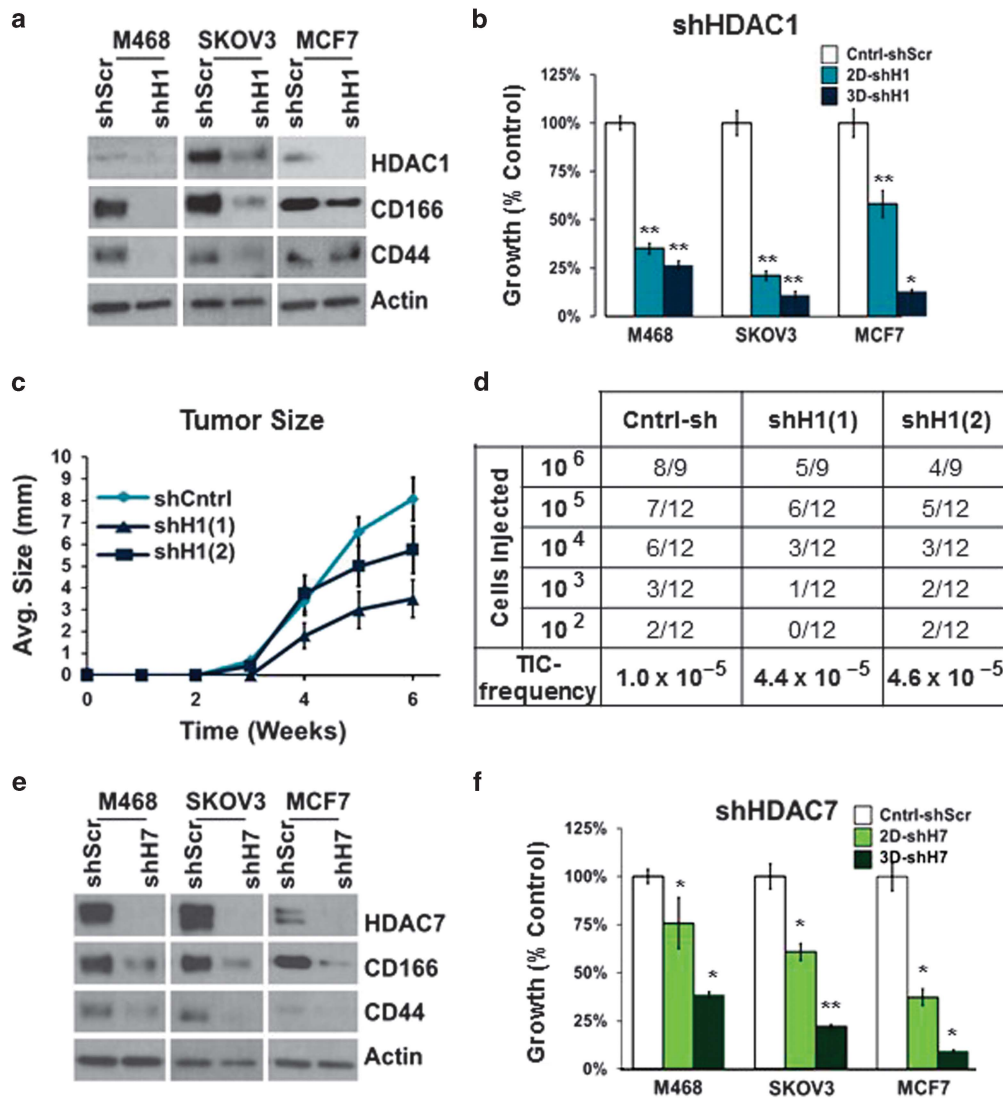 a
M468 SKOV3 MCF7
shScr shH1 shScr shH1 shScr shH1
HDAC1
CD166
CD44
Actin
b
shHDAC1
Cntrl-shScr
2D-shH1
3D-shH1
Growth (% Control)
125%
100%
75%
50%
25%
0%
** ** ** ** ** *
M468 SKOV3 MCF7
c
Tumor Size
Avg. Size (mm)
10
9
8
7
6
5
4
3
2
1
0
shCntrl
shH1(1)
shH1(2)
0 2 4 6
Time (Weeks)
d
Cntrl-sh shH1(1) shH1(2)
Cells Injected
10^6 8/9 5/9 4/9
10^5 7/12 6/12 5/12
10^4 6/12 3/12 3/12
10^3 3/12 1/12 2/12
10^2 2/12 0/12 2/12
TIC-
frequency 1.0 x 10^-5 4.4 x 10^-5 4.6 x 10^-5
e
M468 SKOV3 MCF7
shScr shH7 shScr shH7 shScr shH7
HDAC7
CD166
CD44
Actin
f
shHDAC7
Cntrl-shScr
2D-shH7
3D-shH7
Growth (% Control)
125%
100%
75%
50%
25%
0%
* * * ** * *
M468 SKOV3 MCF7